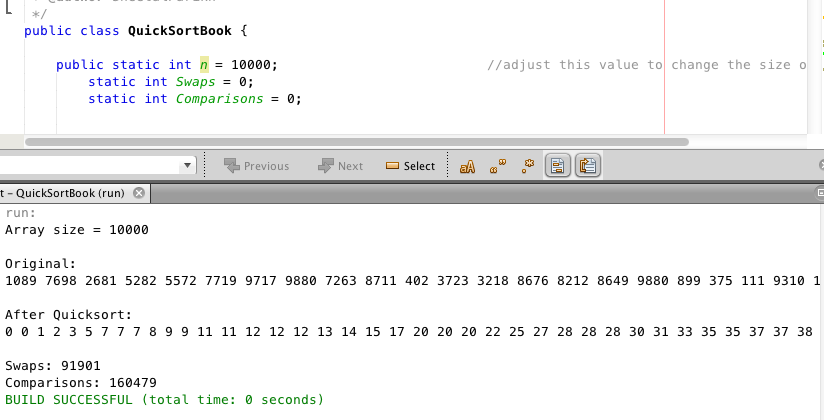 */
public class QuickSortBook {
public static int n = 10000; //adjust this value to change the size o
static int Swaps = 0;
static int Comparisons = 0;
Previous Next Select
t – QuickSortBook (run)
run:
Array size = 10000
Original:
1089 7698 2681 5282 5572 7719 9717 9880 7263 8711 402 3723 3218 8676 8212 8649 9880 899 375 111 9310 1
After Quicksort:
0 0 1 2 3 5 7 7 7 8 9 9 11 11 12 12 12 13 14 15 17 20 20 20 22 25 27 28 28 28 30 31 33 35 35 37 37 38
Swaps: 91901
Comparisons: 160479
BUILD SUCCESSFUL (total time: 0 seconds)